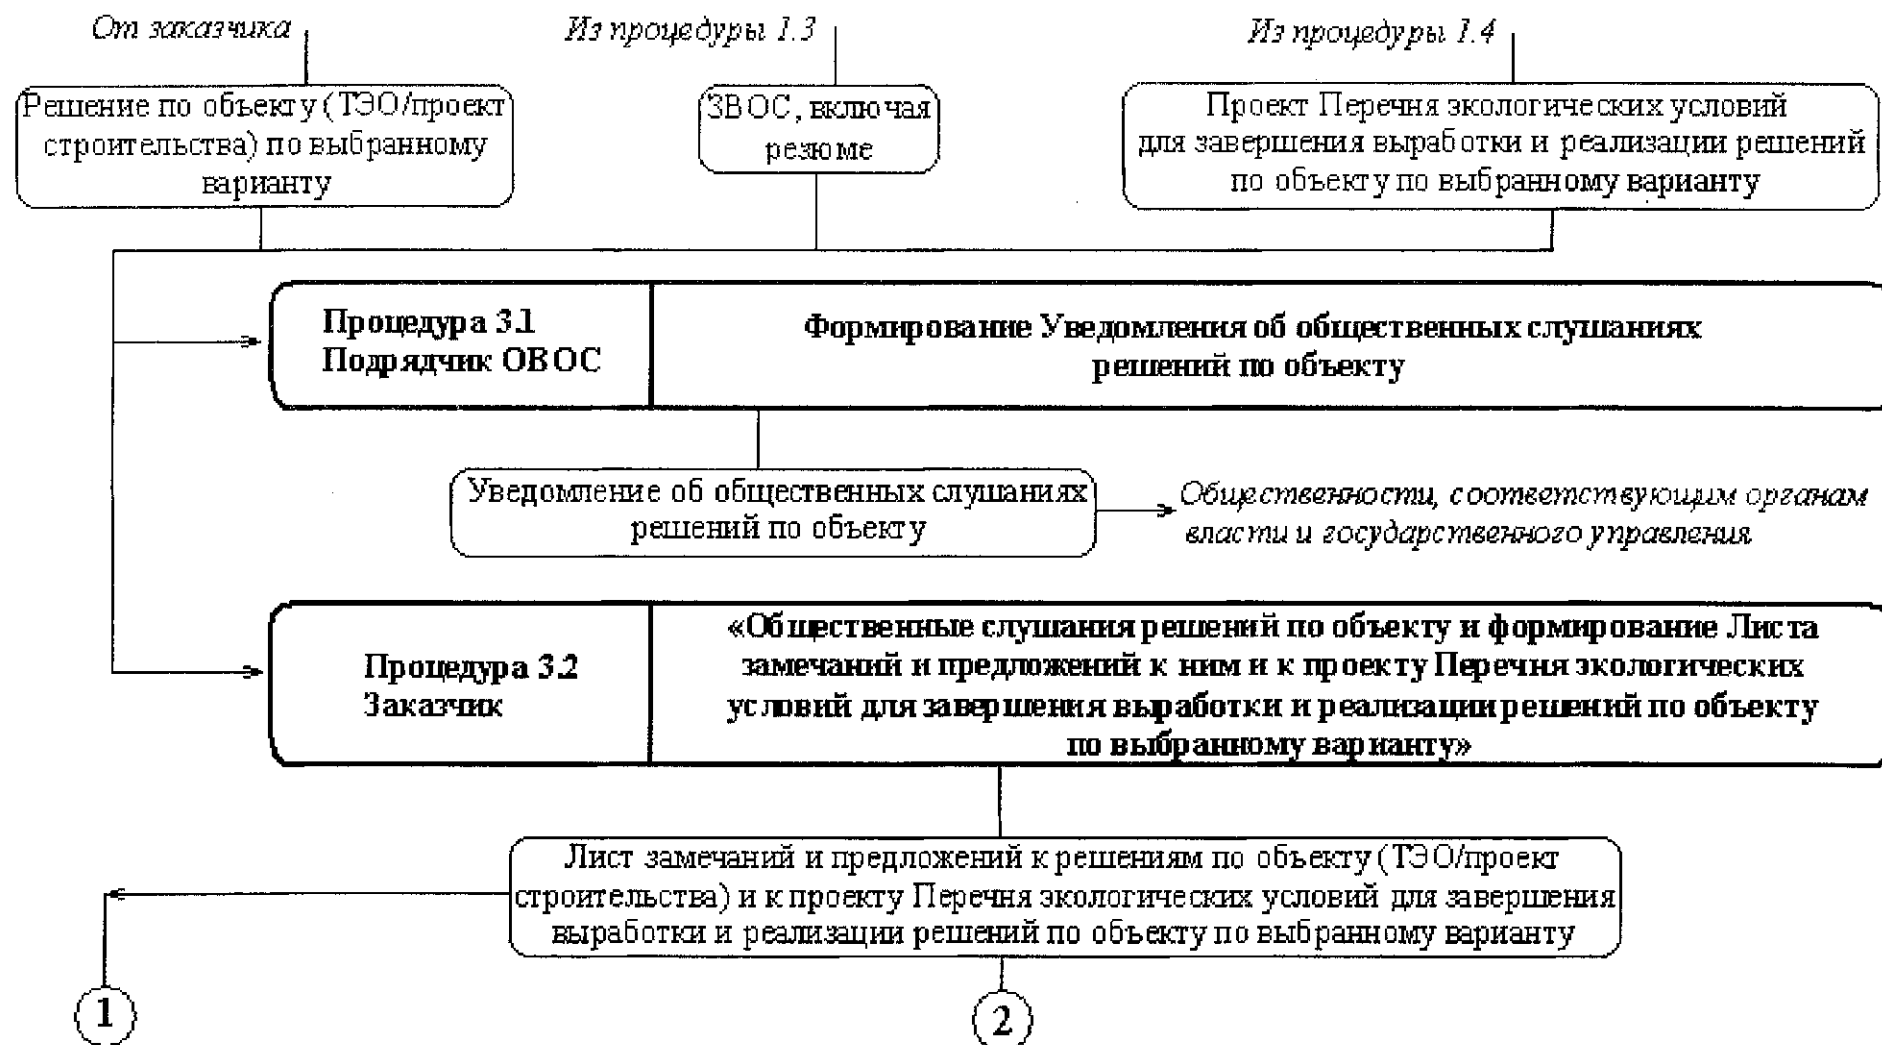 От заказчика
Из процедуры 1.3
Из процедуры 1.4
Решение по объекту (ТЭО/проект
строительства) по выбранному
варианту
ЗВОС, включая
резюме
Проект Перечня экологических условий
для завершения выработки и реализации решений
по объекту по выбранному варианту
Процедура 3.1
Подрядчик ОВОС
Формирование Уведомления об общественных слушаниях
решений по объекту
Уведомление об общественных слушаниях
решений по объекту
Общественности, соответствующим органам
власти и государственного управления
Процедура 3.2
Заказчик
«Общественные слушания решений по объекту и формирование Листа
замечаний и предложений к ним и к проекту Перечня экологических
условий для завершения выработки и реализации решений по объекту
по выбранному варианту»
Лист замечаний и предложений к решениям по объекту (ТЭО/проект
строительства) и к проекту Перечня экологических условий для завершения
выработки и реализации решений по объекту по выбранному варианту
1
2